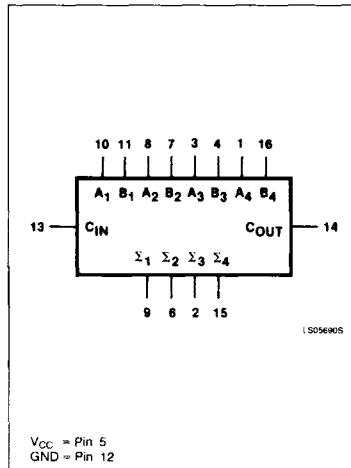 10 11 8 7 3 4 1 16
A1 B1 A2 B2 A3 B3 A4 B4
13 CIN COUT 14
Σ1 Σ2 Σ3 Σ4
9 6 2 15
LS05690S
VCC = Pin 5
GND = Pin 12